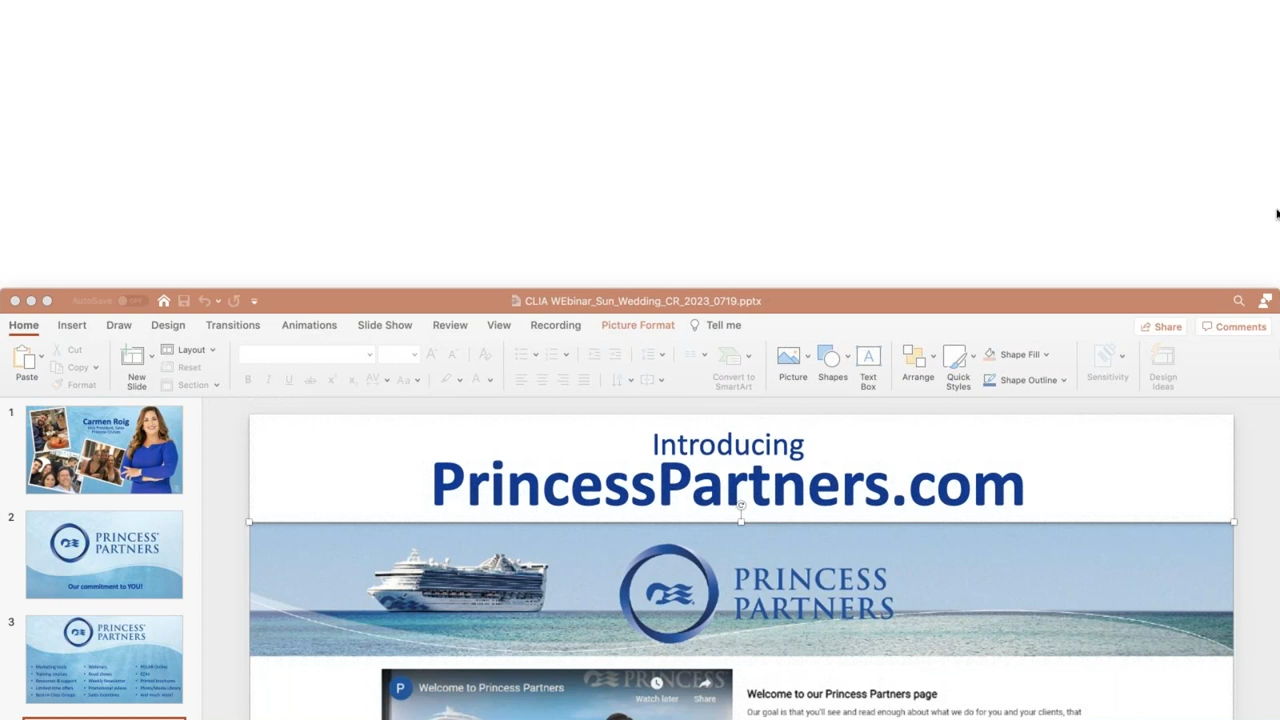 AutoSave OFF
CLIA WEbinar_Sun_Wedding_CR_2023_0719.pptx
Home Insert Draw Design Transitions Animations Slide Show Review View Recording Picture Format Tell me Share Comments
Paste Cut Copy Format
New Slide Layout Reset Section
Convert to SmartArt
Picture Shapes Text Box Arrange Quick Styles Shape Fill Shape Outline Sensitivity Design Ideas
1
Carmen Roig
2
PRINCESS®
PARTNERS
Our commitment to YOU!
3
PRINCESS®
PARTNERS
Introducing
PrincessPartners.com
PRINCESS
PARTNERS
P Welcome to Princess Partners
PRINCESS
Watch later Share
Welcome to our Princess Partners page
Our goal is that you'll see and read enough about what we do for you and your clients, that